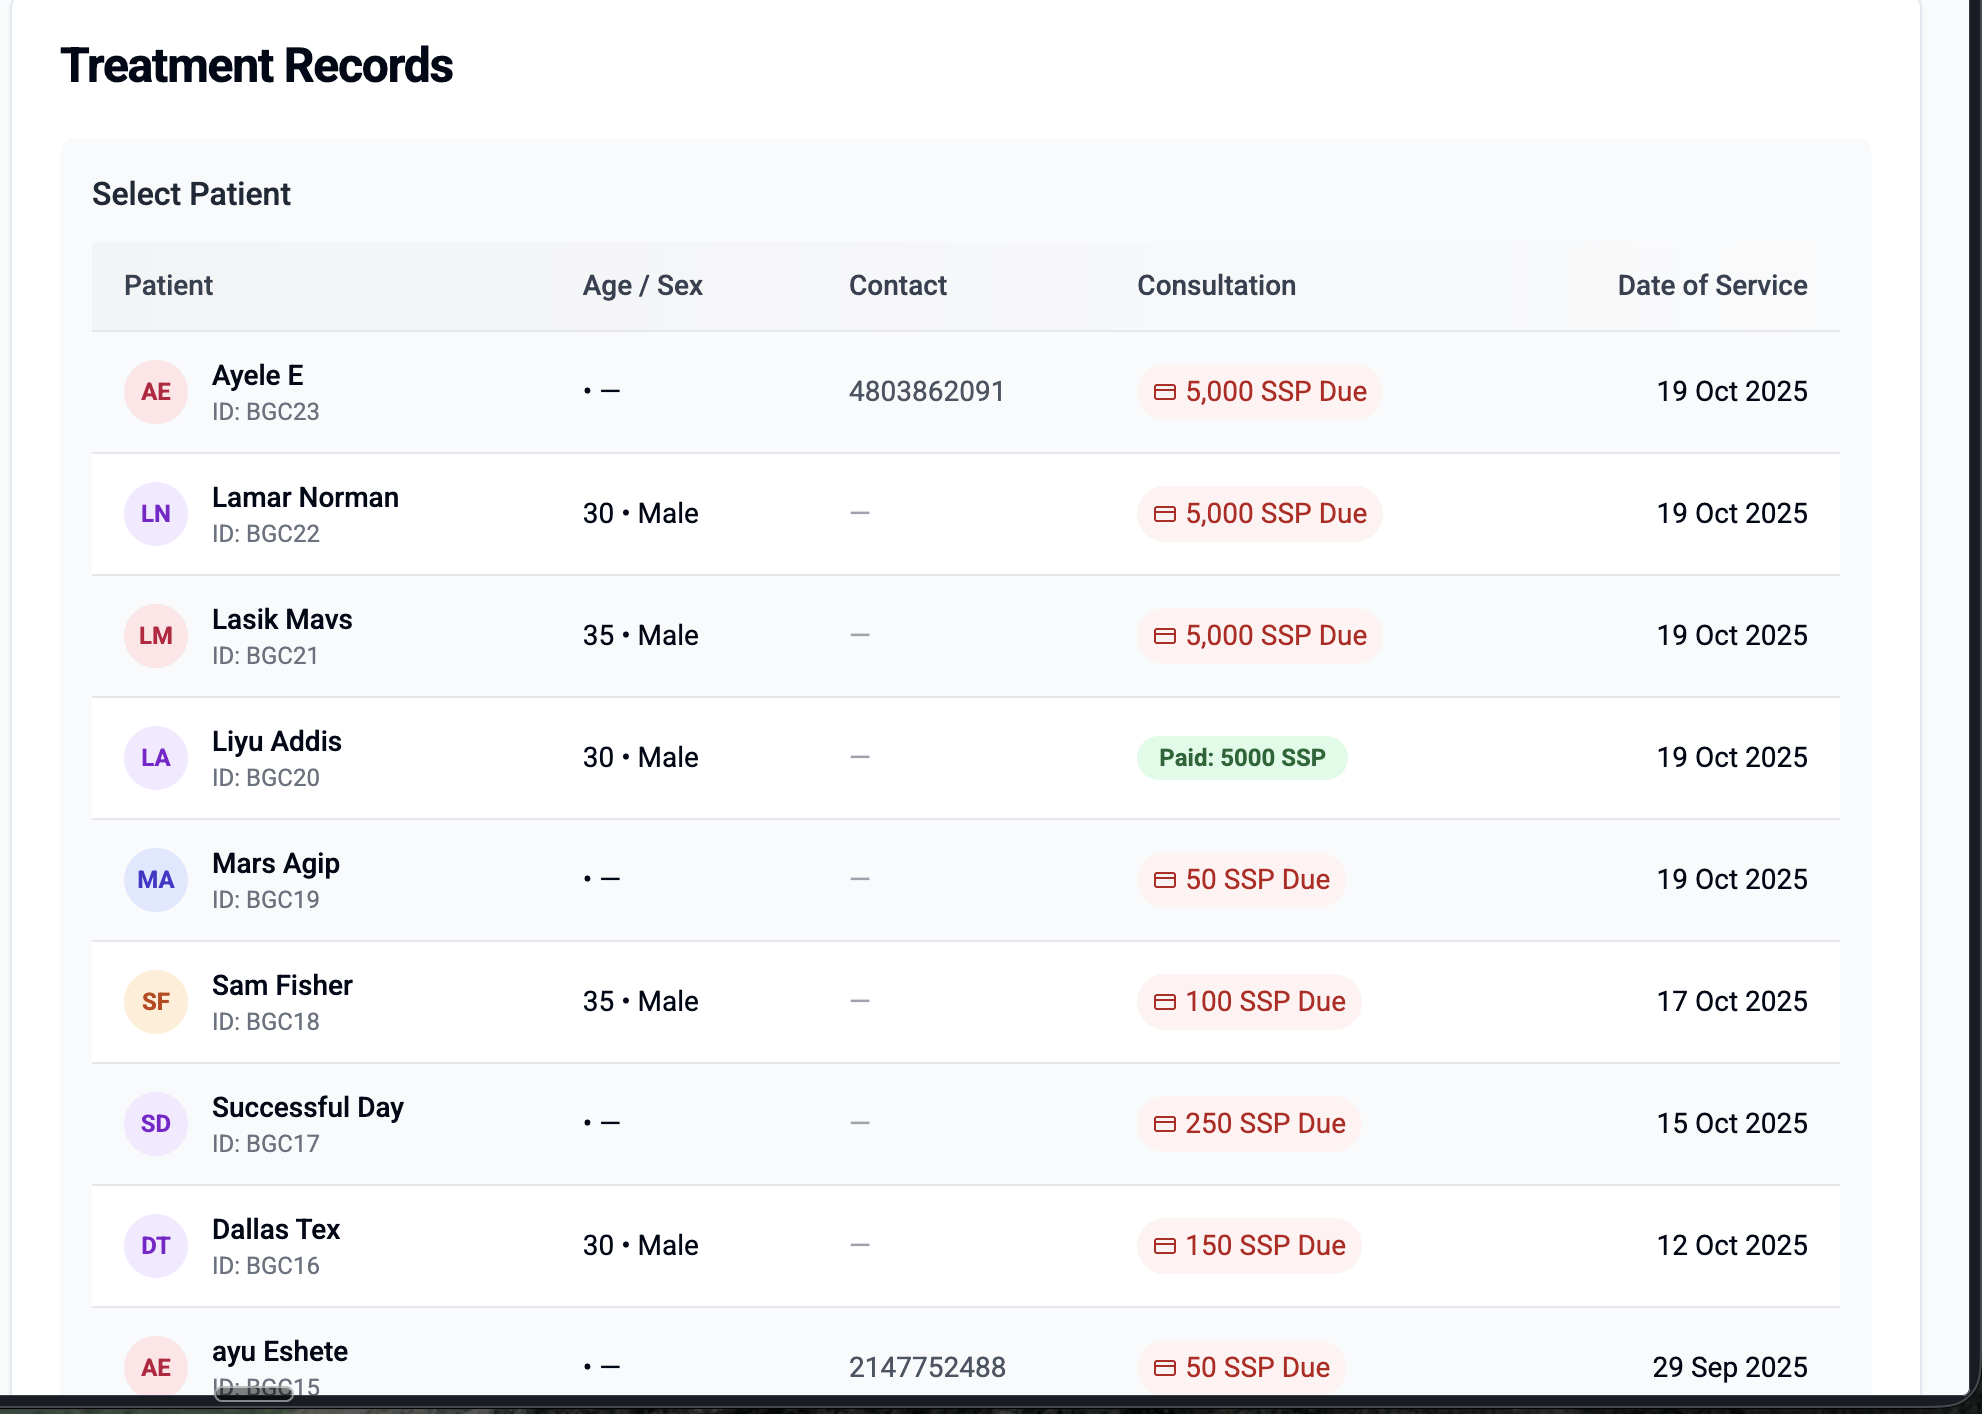 Treatment Records
Select Patient
Patient Age / Sex Contact Consultation Date of Service
AE Ayele E • — 4803862091 5,000 SSP Due 19 Oct 2025
ID: BGC23
LN Lamar Norman 30 • Male — 5,000 SSP Due 19 Oct 2025
ID: BGC22
LM Lasik Mavs 35 • Male — 5,000 SSP Due 19 Oct 2025
ID: BGC21
LA Liyu Addis 30 • Male — Paid: 5000 SSP 19 Oct 2025
ID: BGC20
MA Mars Agip • — — 50 SSP Due 19 Oct 2025
ID: BGC19
SF Sam Fisher 35 • Male — 100 SSP Due 17 Oct 2025
ID: BGC18
SD Successful Day • — — 250 SSP Due 15 Oct 2025
ID: BGC17
DT Dallas Tex 30 • Male — 150 SSP Due 12 Oct 2025
ID: BGC16
AE ayu Eshete • — 2147752488 50 SSP Due 29 Sep 2025
ID: BGC15